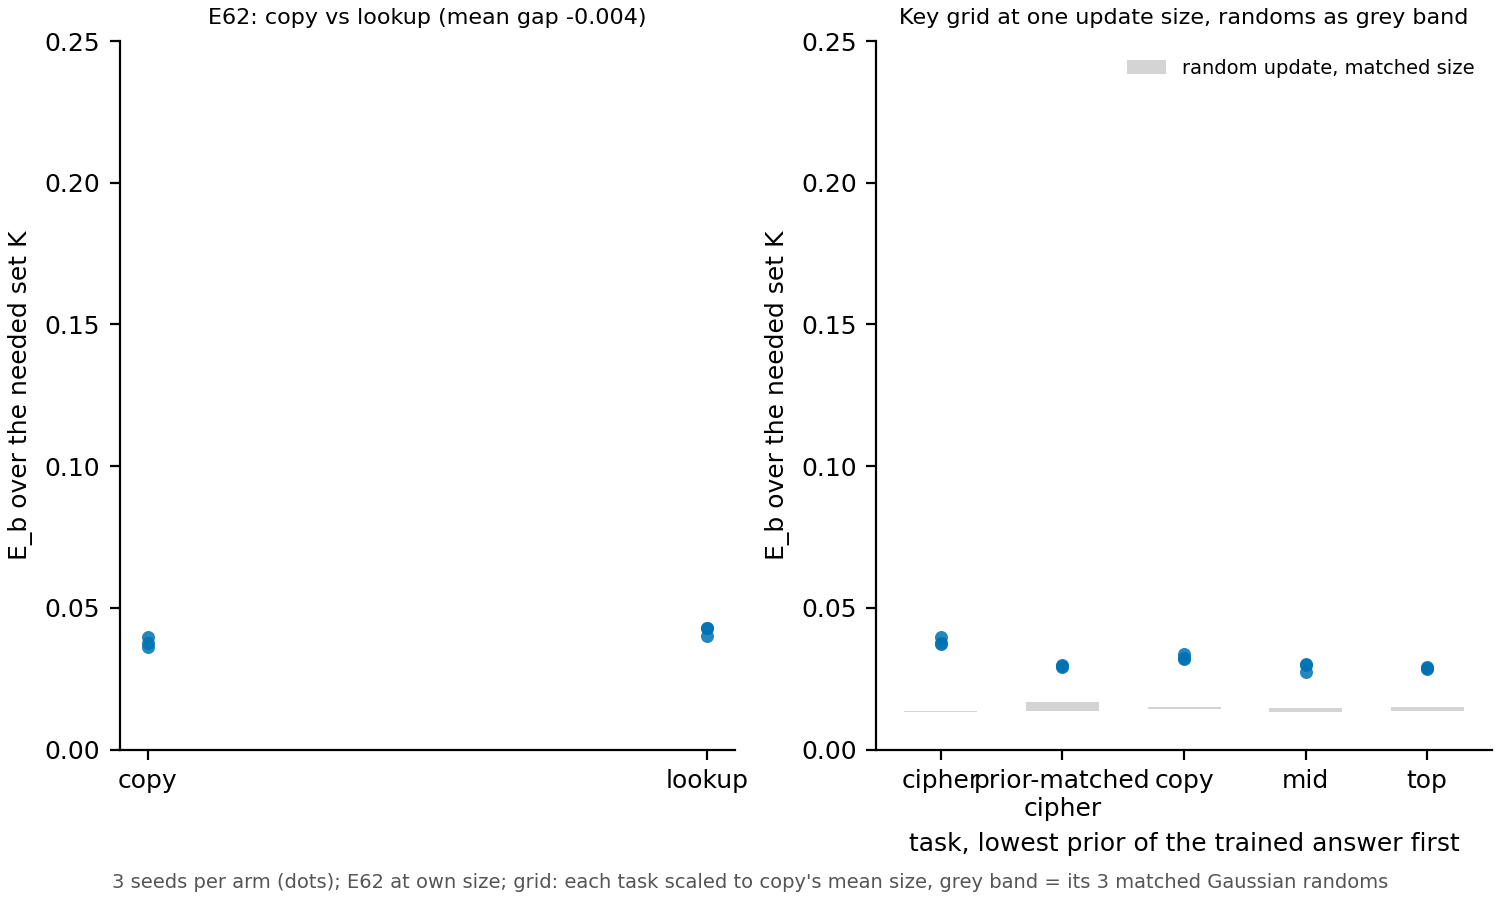 E62: copy vs lookup (mean gap -0.004)
E_b over the needed set K
0.25
0.20
0.15
0.10
0.05
0.00
copy
lookup
Key grid at one update size, randoms as grey band
random update, matched size
E_b over the needed set K
0.25
0.20
0.15
0.10
0.05
0.00
cipher
prior-matched
cipher
copy
mid
top
task, lowest prior of the trained answer first
3 seeds per arm (dots); E62 at own size; grid: each task scaled to copy's mean size, grey band = its 3 matched Gaussian randoms